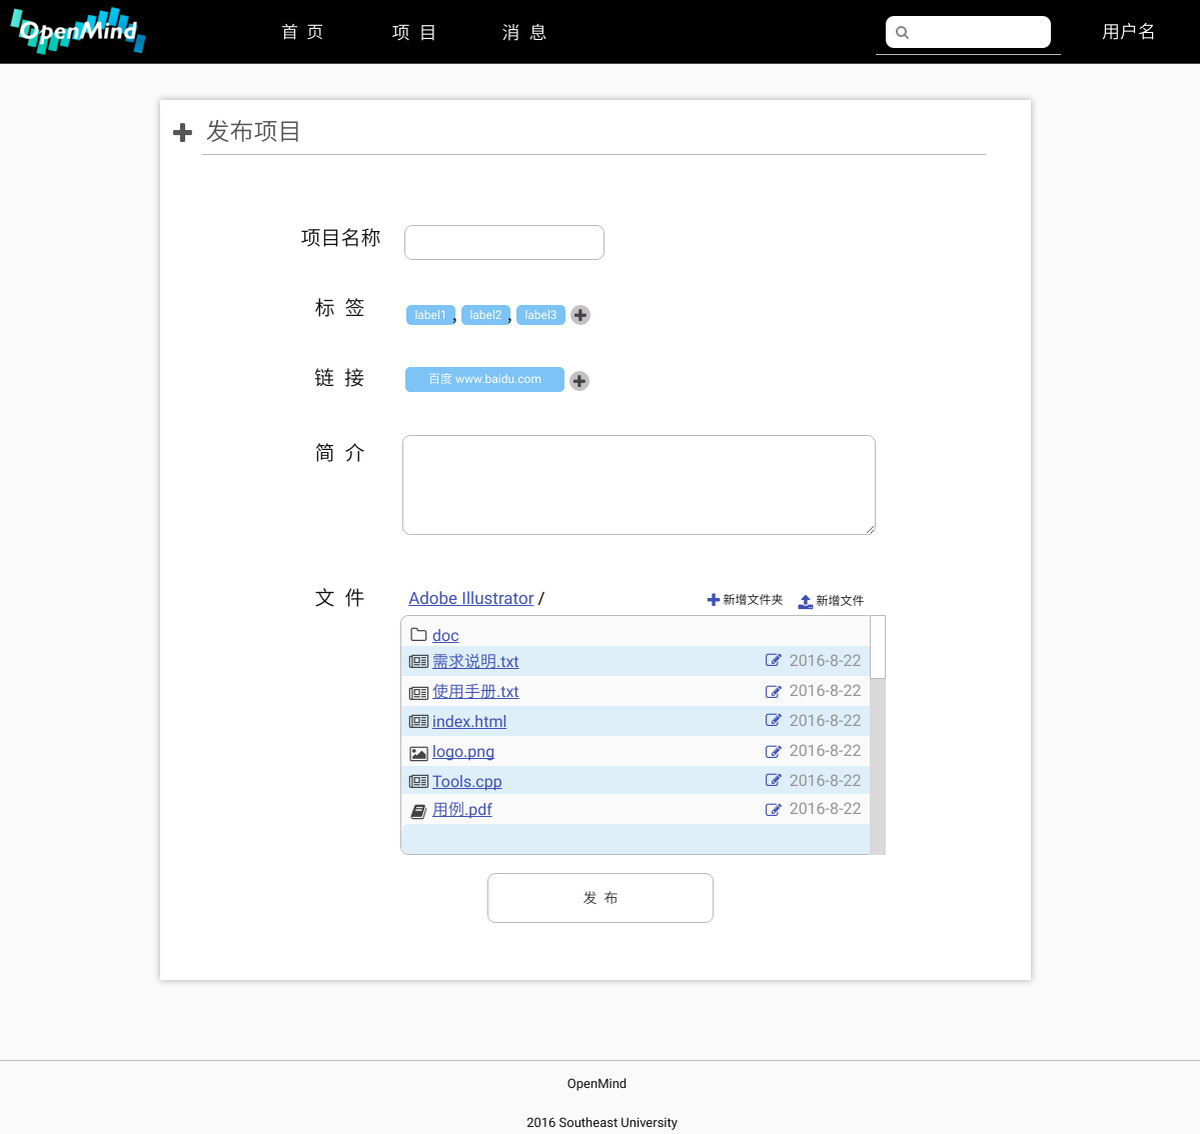 OpenMind 首 页 项 目 消 息 用户名
发布项目
项目名称
标 签 label1 , label2 , label3
链 接 百度 www.baidu.com
简 介
文 件 Adobe Illustrator / 新增文件夹 新增文件
doc
需求说明.txt 2016-8-22
使用手册.txt 2016-8-22
index.html 2016-8-22
logo.png 2016-8-22
Tools.cpp 2016-8-22
用例.pdf 2016-8-22
发 布
OpenMind
2016 Southeast University